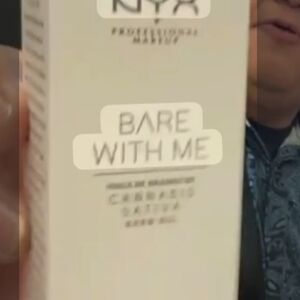 NYX
PROFESSIONAL
MAKEUP
BARE
WITH ME
CANNABIS
SATIVA
SEED OIL